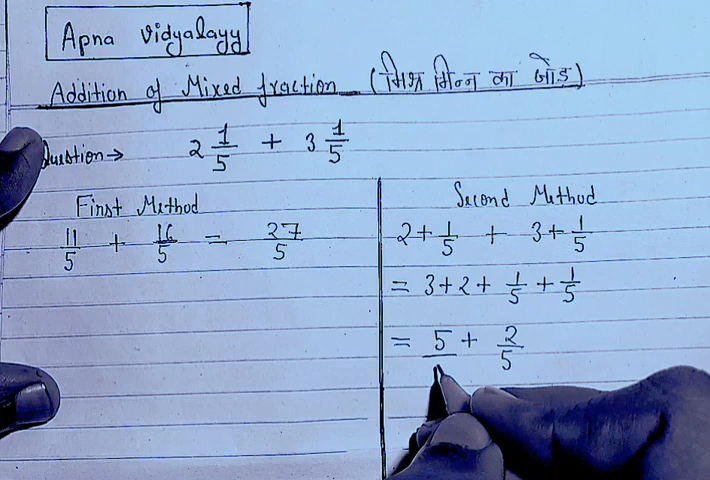 Apna Vidyalayy
Addition of Mixed fraction (मिश्र भिन्न का जोड़)
Question → 2 1/5 + 3 1/5
First Method
11/5 + 16/5 = 27/5
Second Method
2 + 1/5 + 3 + 1/5
= 3 + 2 + 1/5 + 1/5
= 5 + 2/5